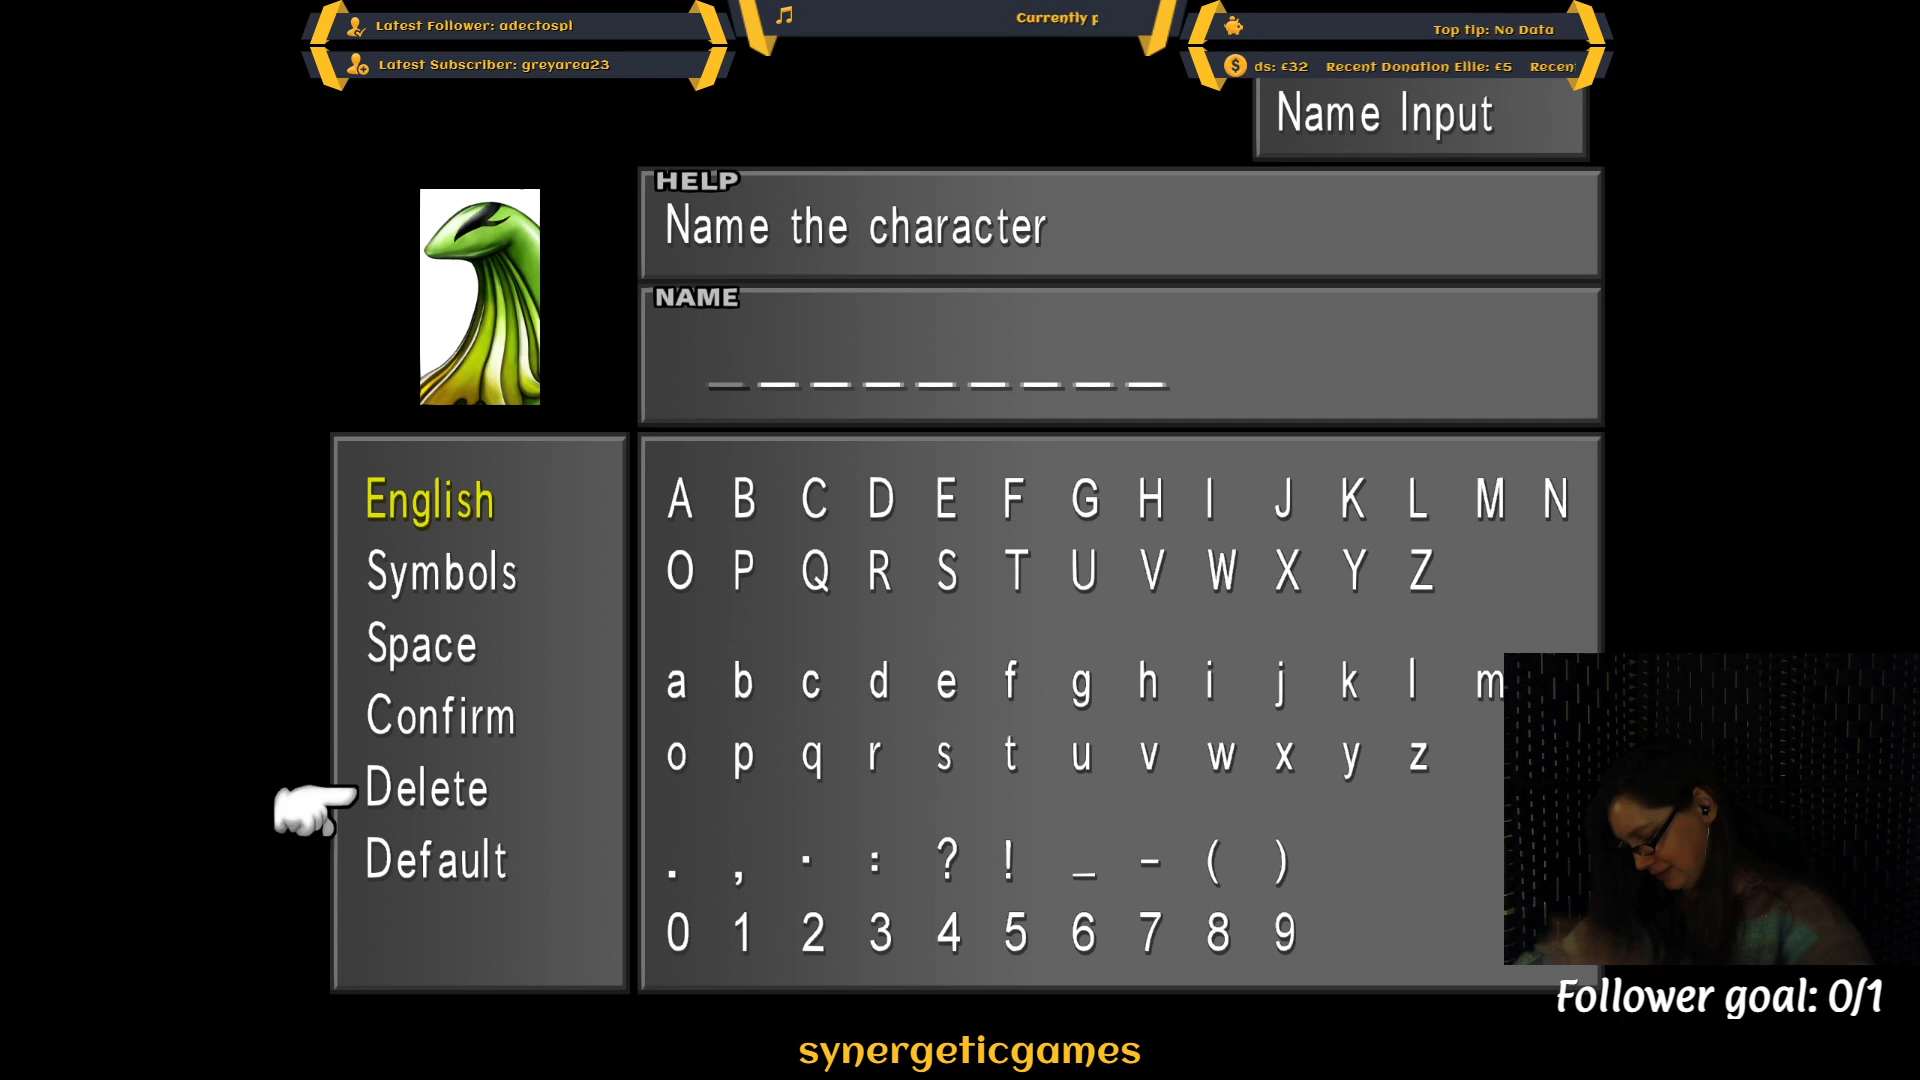 Latest Follower: adectospl
Latest Subscriber: greyarea23
Currently p
Top tip: No Data
ds: £32 Recent Donation Ellie: £5 Recen
Name Input
HELP
Name the character
NAME
English
Symbols
Space
Confirm
Delete
Default
A B C D E F G H I J K L M N
O P Q R S T U V W X Y Z
a b c d e f g h i j k l m
o p q r s t u v w x y z
. , · : ? ! _ - ( )
0 1 2 3 4 5 6 7 8 9
Follower goal: 0/1
synergeticgames